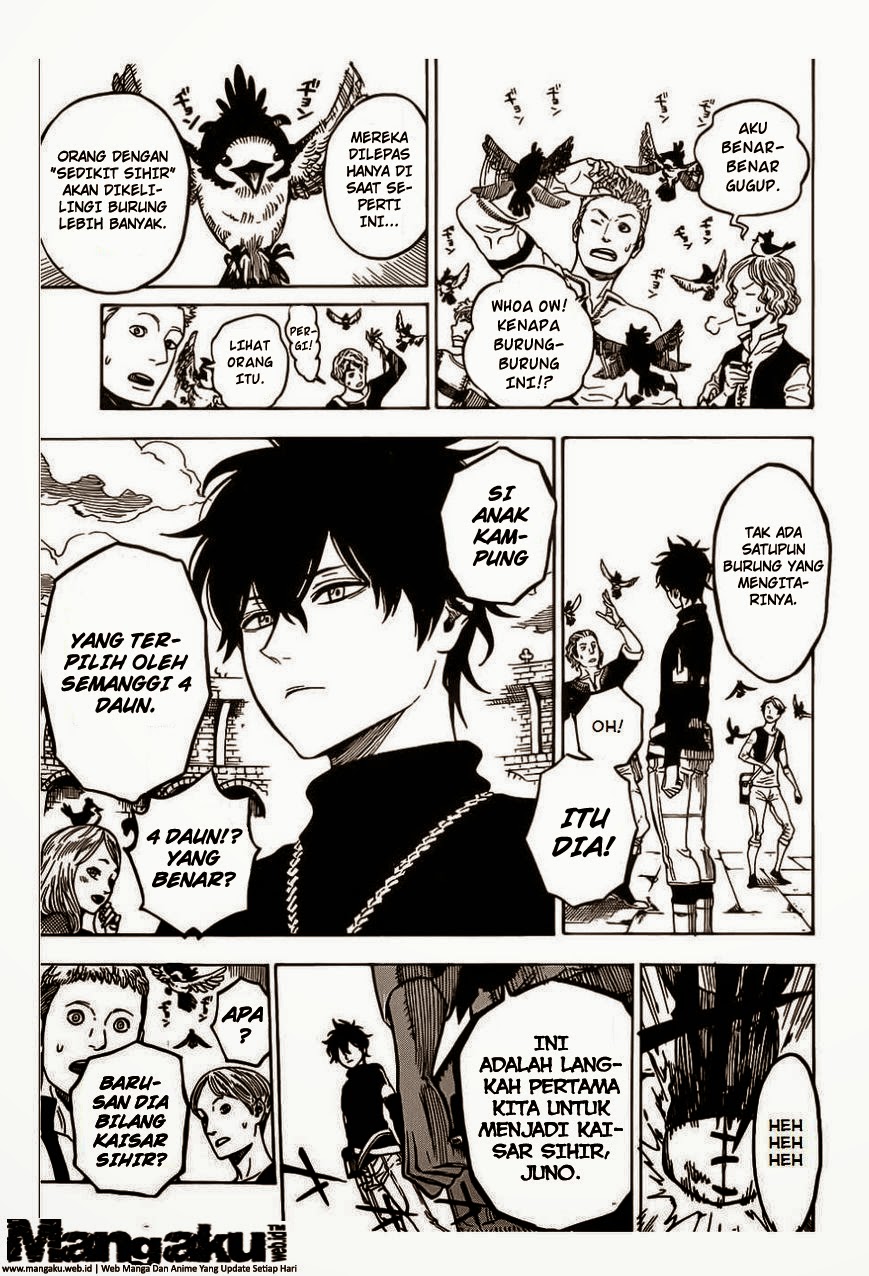 AKU
BENAR-
BENAR
GUGUP.
WHOA OW!
KENAPA
BURUNG-
BURUNG
INI!?
MEREKA
DILEPAS
HANYA DI
SAAT SE-
PERTI
INI...
ORANG DENGAN
"SEDIKIT SIHIR"
AKAN DIKELI-
LINGI BURUNG
LEBIH BANYAK.
PER-
GI!
LIHAT
ORANG
ITU.
TAK ADA
SATUPUN
BURUNG YANG
MENGITA-
RINYA.
OH!
ITU
DIA!
SI
ANAK
KAM-
PUNG
YANG TER-
PILIH OLEH
SEMANGGI 4
DAUN.
4 DAUN!?
YANG
BENAR?
HEH
HEH
HEH
INI
ADALAH LANG-
KAH PERTAMA
KITA UNTUK
MENJADI KAI-
SAR SIHIR,
JUNO.
APA
?
BARU-
SAN DIA
BILANG
KAISAR
SIHIR?
Mangaku
WEB.ID
www.mangaku.web.id | Web Manga Dan Anime Yang Update Setiap Hari